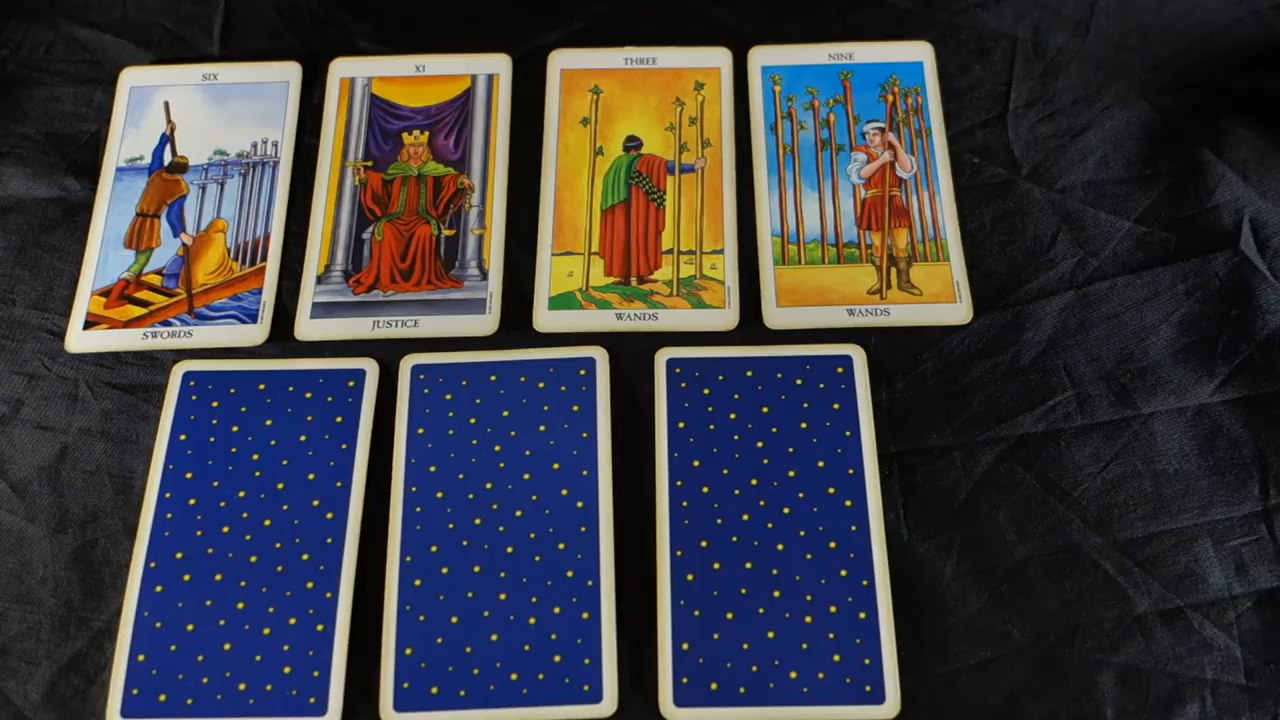 SIX
SWORDS
XI
JUSTICE
THREE
WANDS
NINE
WANDS